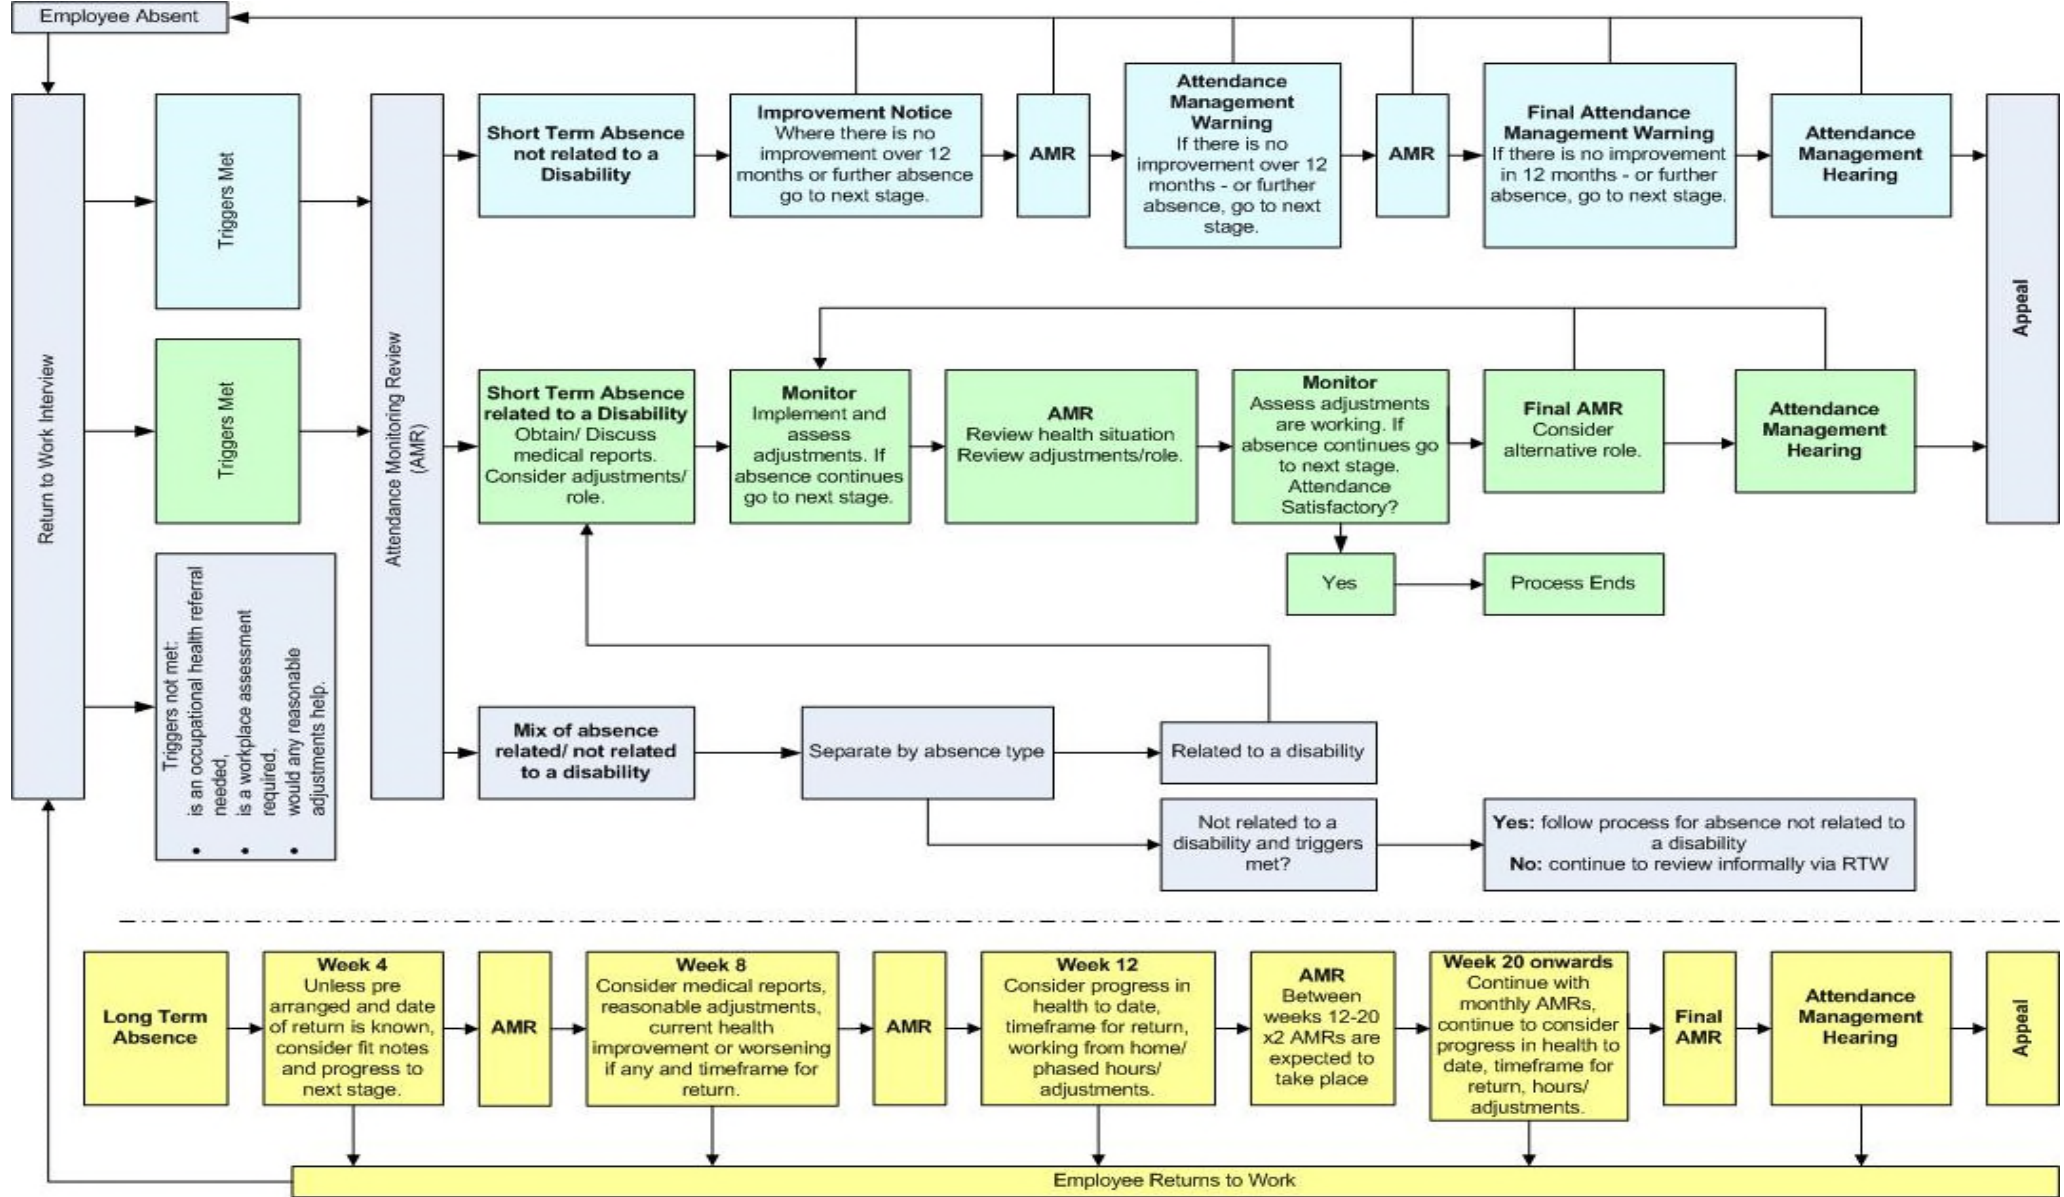 Employee Absent
Return to Work Interview
Triggers Met
Triggers Met
Triggers not met:
• is an occupational health referral
needed,
• is a workplace assessment
required,
• would any reasonable
adjustments help.
Attendance Monitoring Review
(AMR)
Short Term Absence
not related to a
Disability
Improvement Notice
Where there is no
improvement over 12
months or further absence
go to next stage.
AMR
Attendance
Management
Warning
If there is no
improvement over 12
months - or further
absence, go to next
stage.
AMR
Final Attendance
Management Warning
If there is no improvement
in 12 months - or further
absence, go to next stage.
Attendance
Management
Hearing
Appeal
Short Term Absence
related to a Disability
Obtain/ Discuss
medical reports.
Consider adjustments/
role.
Monitor
Implement and
assess
adjustments. If
absence continues
go to next stage.
AMR
Review health situation
Review adjustments/role.
Monitor
Assess adjustments
are working. If
absence continues go
to next stage.
Attendance
Satisfactory?
Final AMR
Consider
alternative role.
Attendance
Management
Hearing
Yes
Process Ends
Mix of absence
related/ not related
to a disability
Separate by absence type
Related to a disability
Not related to a
disability and triggers
met?
Yes: follow process for absence not related to
a disability
No: continue to review informally via RTW
Long Term
Absence
Week 4
Unless pre
arranged and date
of return is known,
consider fit notes
and progress to
next stage.
AMR
Week 8
Consider medical reports,
reasonable adjustments,
current health
improvement or worsening
if any and timeframe for
return.
AMR
Week 12
Consider progress in
health to date,
timeframe for return,
working from home/
phased hours/
adjustments.
AMR
Between
weeks 12-20
x2 AMRs are
expected to
take place
Week 20 onwards
Continue with
monthly AMRs,
continue to consider
progress in health to
date, timeframe for
return, hours/
adjustments.
Final
AMR
Attendance
Management
Hearing
Appeal
Employee Returns to Work